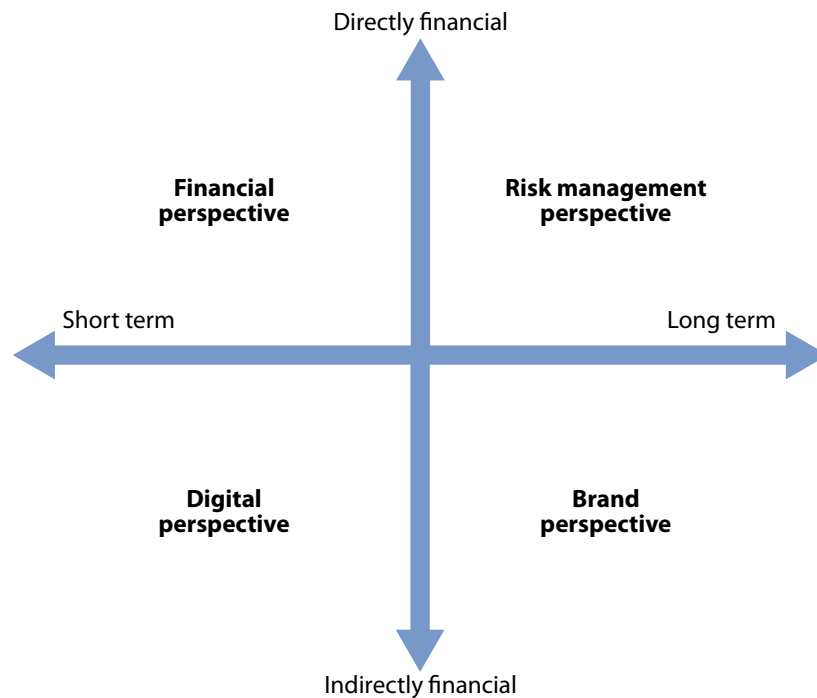 Directly financial
Financial
perspective
Risk management
perspective
Short term
Long term
Digital
perspective
Brand
perspective
Indirectly financial